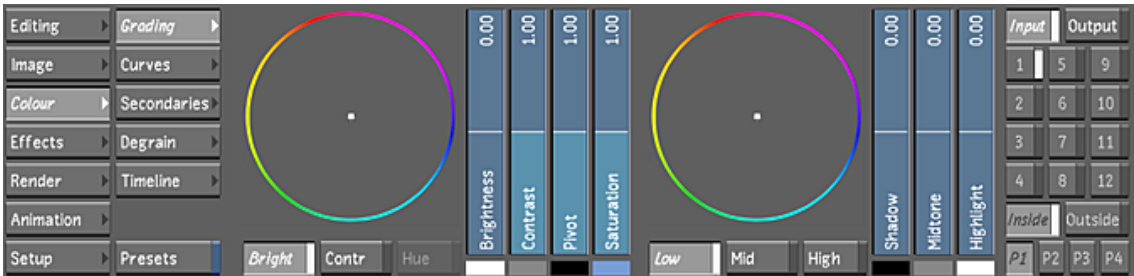 Editing
Image
Colour
Effects
Render
Animation
Setup
Grading
Curves
Secondaries
Degrain
Timeline
Presets
Bright Contr Hue
Brightness 0.00
Contrast 1.00
Pivot 1.00
Saturation 1.00
Low Mid High
Shadow 0.00
Midtone 0.00
Highlight 0.00
Input Output
1 5 9
2 6 10
3 7 11
4 8 12
Inside Outside
P1 P2 P3 P4